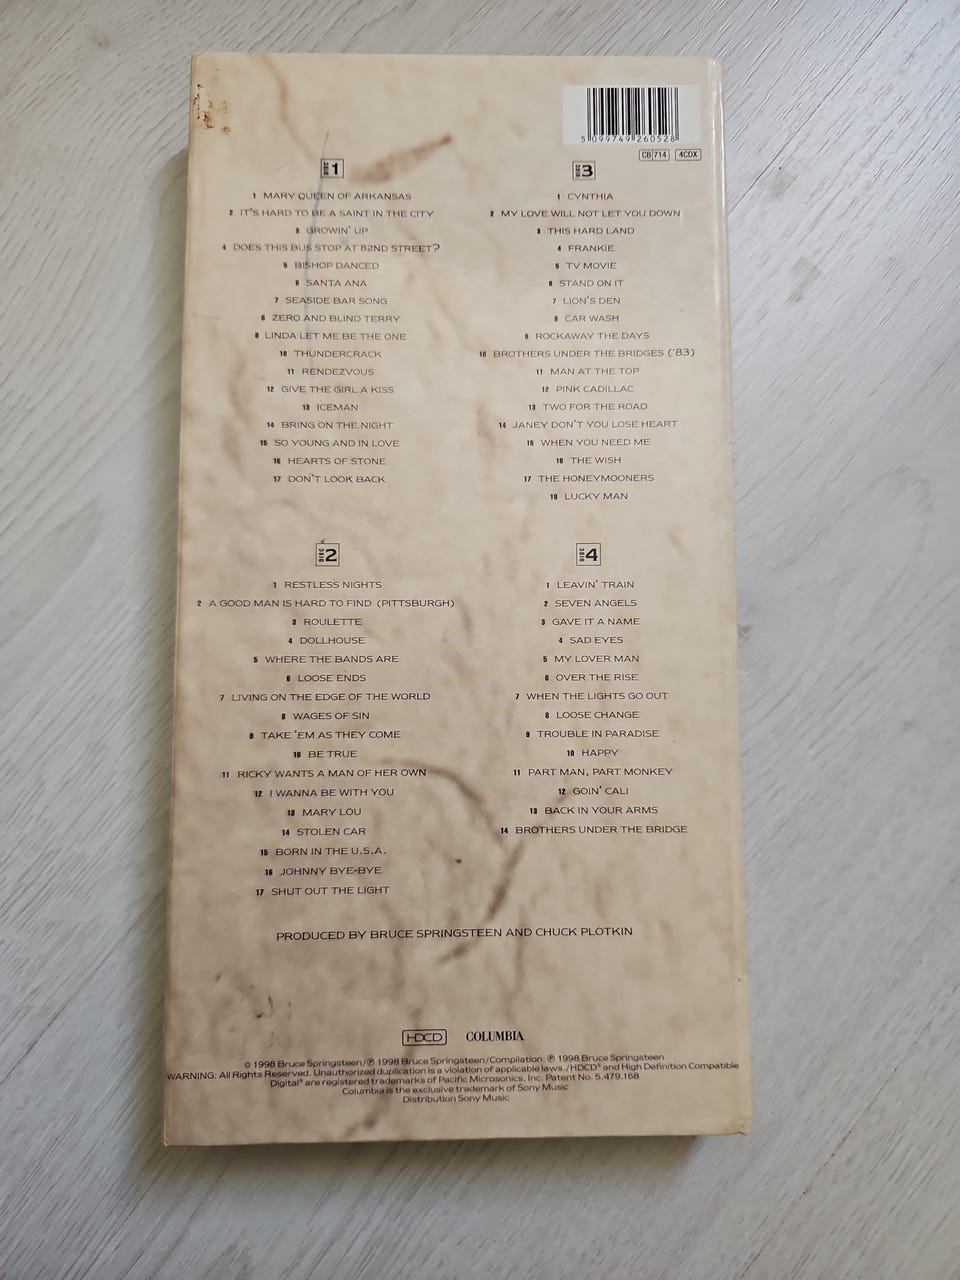 5 099749 260528
CB 714 4CDX
DISC 1
1 MARY QUEEN OF ARKANSAS
2 IT'S HARD TO BE A SAINT IN THE CITY
3 GROWIN' UP
4 DOES THIS BUS STOP AT 82ND STREET?
5 BISHOP DANCED
6 SANTA ANA
7 SEASIDE BAR SONG
8 ZERO AND BLIND TERRY
9 LINDA LET ME BE THE ONE
10 THUNDERCRACK
11 RENDEZVOUS
12 GIVE THE GIRL A KISS
13 ICEMAN
14 BRING ON THE NIGHT
15 SO YOUNG AND IN LOVE
16 HEARTS OF STONE
17 DON'T LOOK BACK
DISC 3
1 CYNTHIA
2 MY LOVE WILL NOT LET YOU DOWN
3 THIS HARD LAND
4 FRANKIE
5 TV MOVIE
6 STAND ON IT
7 LION'S DEN
8 CAR WASH
9 ROCKAWAY THE DAYS
10 BROTHERS UNDER THE BRIDGES ('83)
11 MAN AT THE TOP
12 PINK CADILLAC
13 TWO FOR THE ROAD
14 JANEY DON'T YOU LOSE HEART
15 WHEN YOU NEED ME
16 THE WISH
17 THE HONEYMOONERS
18 LUCKY MAN
DISC 2
1 RESTLESS NIGHTS
2 A GOOD MAN IS HARD TO FIND (PITTSBURGH)
3 ROULETTE
4 DOLLHOUSE
5 WHERE THE BANDS ARE
6 LOOSE ENDS
7 LIVING ON THE EDGE OF THE WORLD
8 WAGES OF SIN
9 TAKE 'EM AS THEY COME
10 BE TRUE
11 RICKY WANTS A MAN OF HER OWN
12 I WANNA BE WITH YOU
13 MARY LOU
14 STOLEN CAR
15 BORN IN THE U.S.A.
16 JOHNNY BYE-BYE
17 SHUT OUT THE LIGHT
DISC 4
1 LEAVIN' TRAIN
2 SEVEN ANGELS
3 GAVE IT A NAME
4 SAD EYES
5 MY LOVER MAN
6 OVER THE RISE
7 WHEN THE LIGHTS GO OUT
8 LOOSE CHANGE
9 TROUBLE IN PARADISE
10 HAPPY
11 PART MAN, PART MONKEY
12 GOIN' CALI
13 BACK IN YOUR ARMS
14 BROTHERS UNDER THE BRIDGE
PRODUCED BY BRUCE SPRINGSTEEN AND CHUCK PLOTKIN
HDCD COLUMBIA
© 1998 Bruce Springsteen/℗ 1998 Bruce Springsteen/Compilation: ℗ 1998 Bruce Springsteen
WARNING: All Rights Reserved. Unauthorized duplication is a violation of applicable laws./HDCD® and High Definition Compatible
Digital® are registered trademarks of Pacific Microsonics, Inc. Patent No. 5,479,168
Columbia is the exclusive trademark of Sony Music
Distribution Sony Music